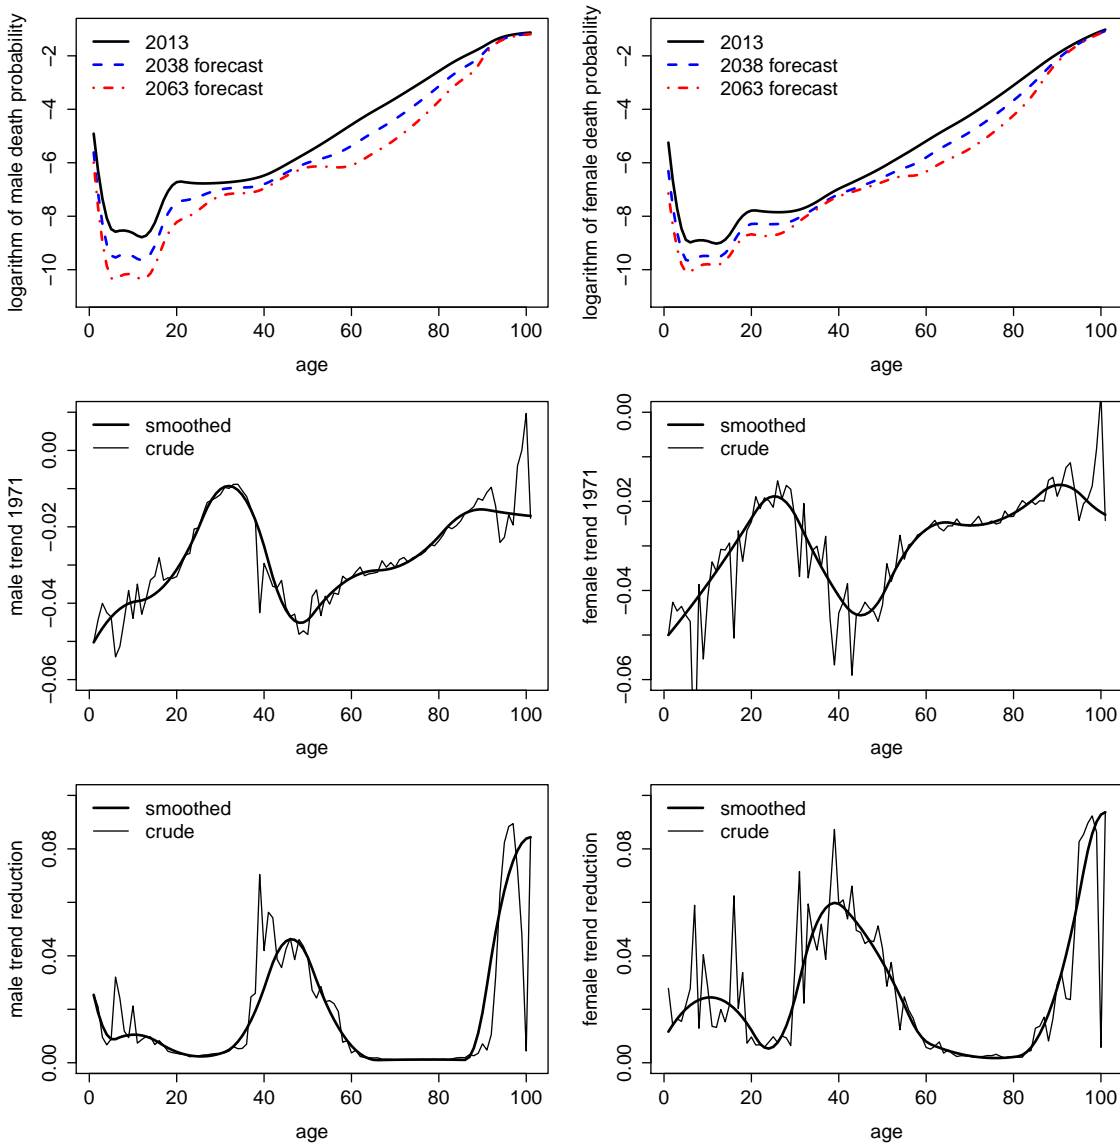 logarithm of male death probability
−2
−4
−6
−8
−10
2013
2038 forecast
2063 forecast
0 20 40 60 80 100
age
logarithm of female death probability
−2
−4
−6
−8
−10
2013
2038 forecast
2063 forecast
0 20 40 60 80 100
age
male trend 1971
0.00
−0.02
−0.04
−0.06
smoothed
crude
0 20 40 60 80 100
age
female trend 1971
0.00
−0.02
−0.04
−0.06
smoothed
crude
0 20 40 60 80 100
age
male trend reduction
0.08
0.04
0.00
smoothed
crude
0 20 40 60 80 100
age
female trend reduction
0.08
0.04
0.00
smoothed
crude
0 20 40 60 80 100
age